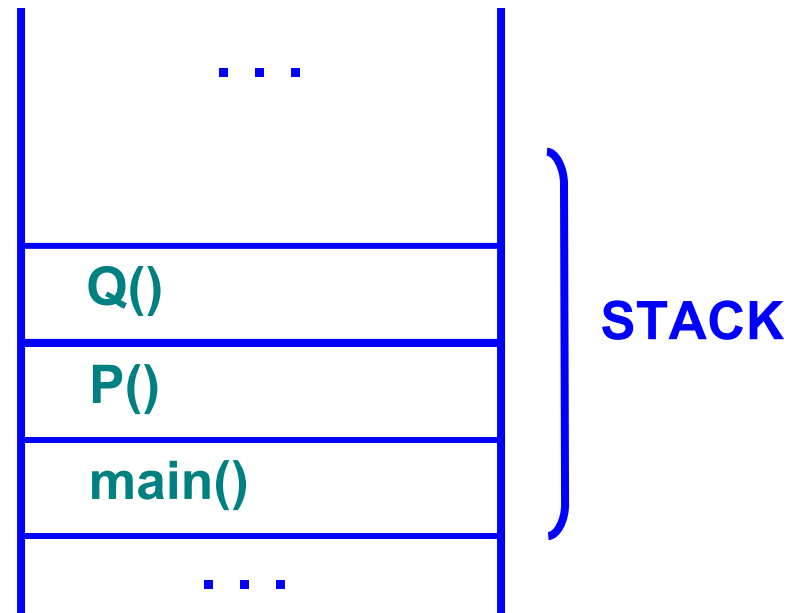 . . .
Q()
STACK
P()
main()
. . .